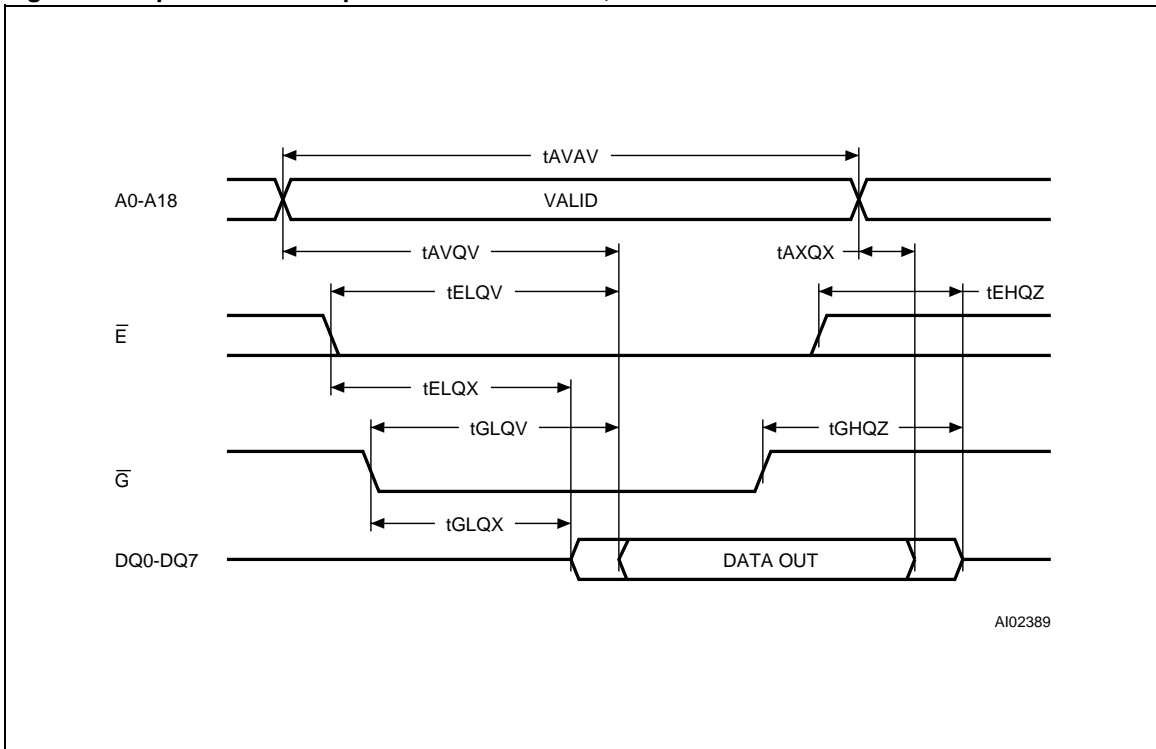 tAVAV
A0-A18
VALID
tAVQV
tAXQX
tELQV
tEHQZ
E̅
tELQX
tGLQV
tGHQZ
G̅
tGLQX
DQ0-DQ7
DATA OUT
AI02389